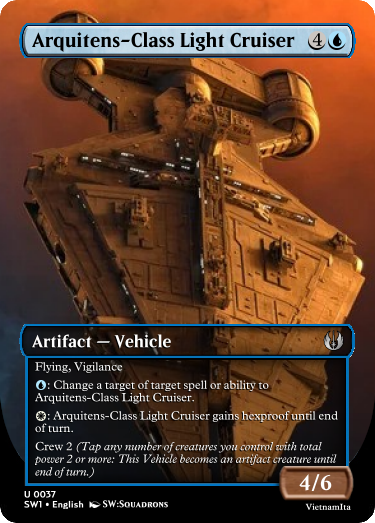 Arquitens-Class Light Cruiser 4
Artifact — Vehicle
Flying, Vigilance
: Change a target of target spell or ability to
Arquitens-Class Light Cruiser.
: Arquitens-Class Light Cruiser gains hexproof until end
of turn.
Crew 2 (Tap any number of creatures you control with total
power 2 or more: This Vehicle becomes an artifact creature until
end of turn.)
4/6
U 0037
SW1 • English SW:Squadrons
VietnamIta